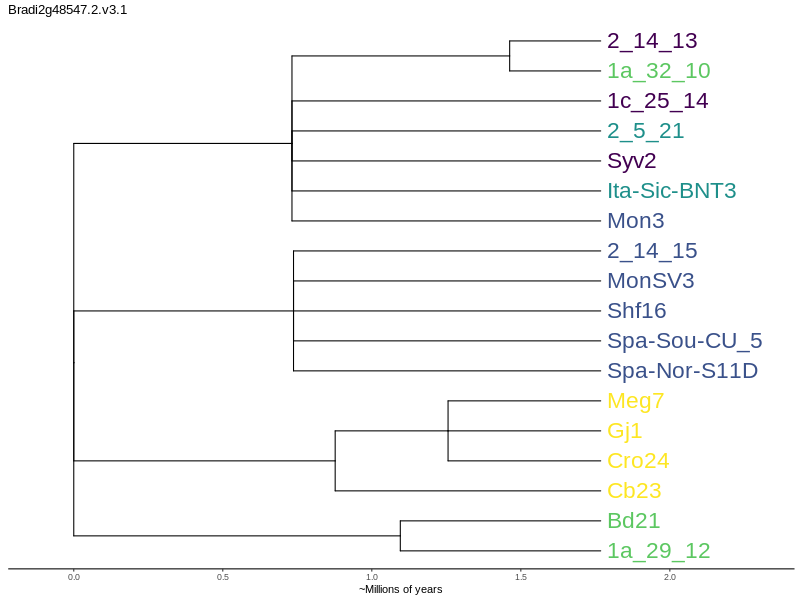 Bradi2g48547.2.v3.1
2_14_13
1a_32_10
1c_25_14
2_5_21
Syv2
Ita-Sic-BNT3
Mon3
2_14_15
MonSV3
Shf16
Spa-Sou-CU_5
Spa-Nor-S11D
Meg7
Gj1
Cro24
Cb23
Bd21
1a_29_12
0.0 0.5 1.0 1.5 2.0
~Millions of years